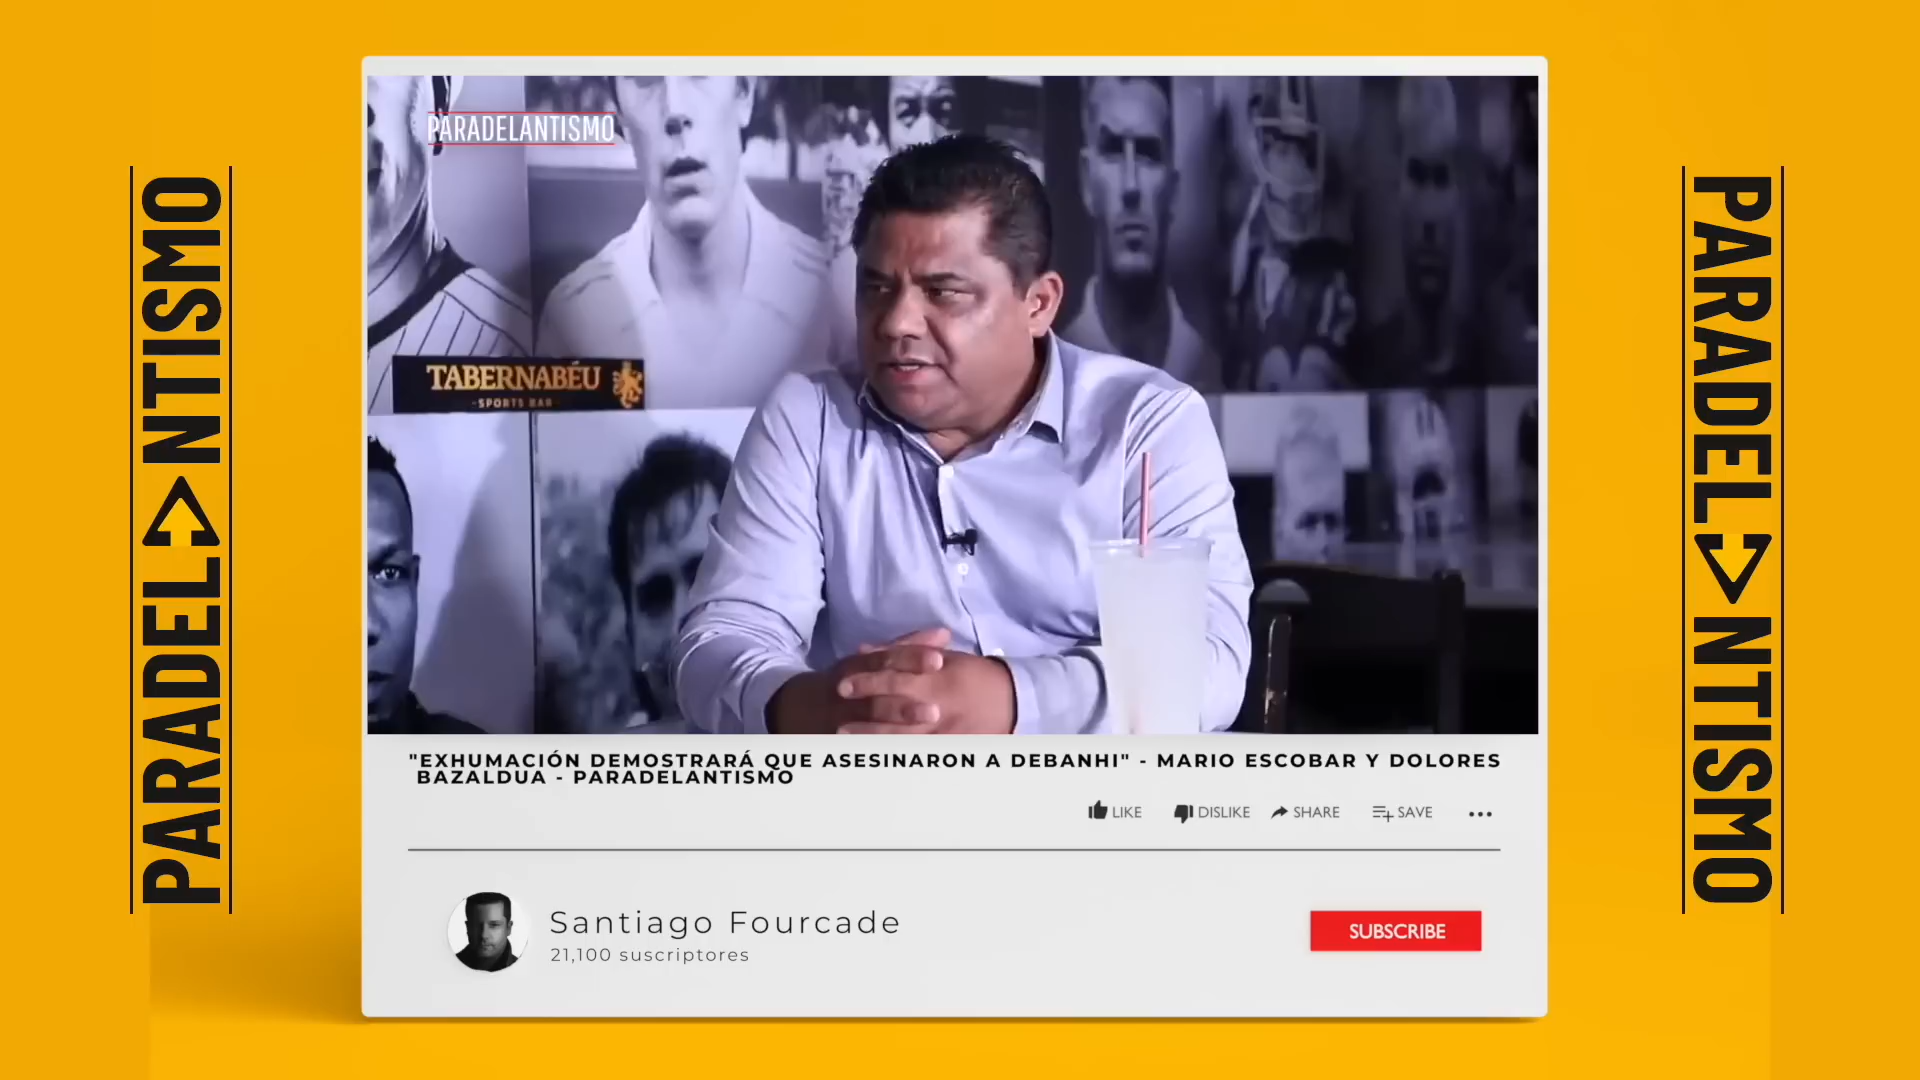 PARADELANTISMO
PARADELANTISMO
TABERNABÉU
-SPORTS BAR-
"EXHUMACIÓN DEMOSTRARÁ QUE ASESINARON A DEBANHI" - MARIO ESCOBAR Y DOLORES
BAZALDUA - PARADELANTISMO
LIKE DISLIKE SHARE SAVE
Santiago Fourcade
21,100 suscriptores
SUBSCRIBE
PARADELANTISMO